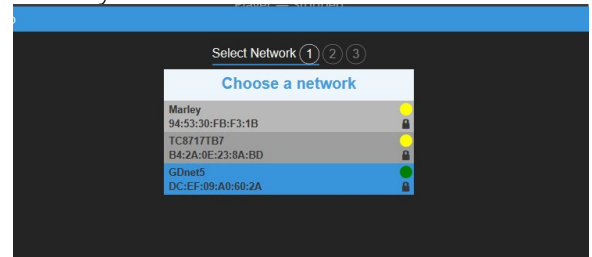 Select Network 1 2 3
Choose a network
Marley
94:53:30:FB:F3:1B
TC8717TB7
B4:2A:0E:23:8A:BD
GDnet5
DC:EF:09:A0:60:2A